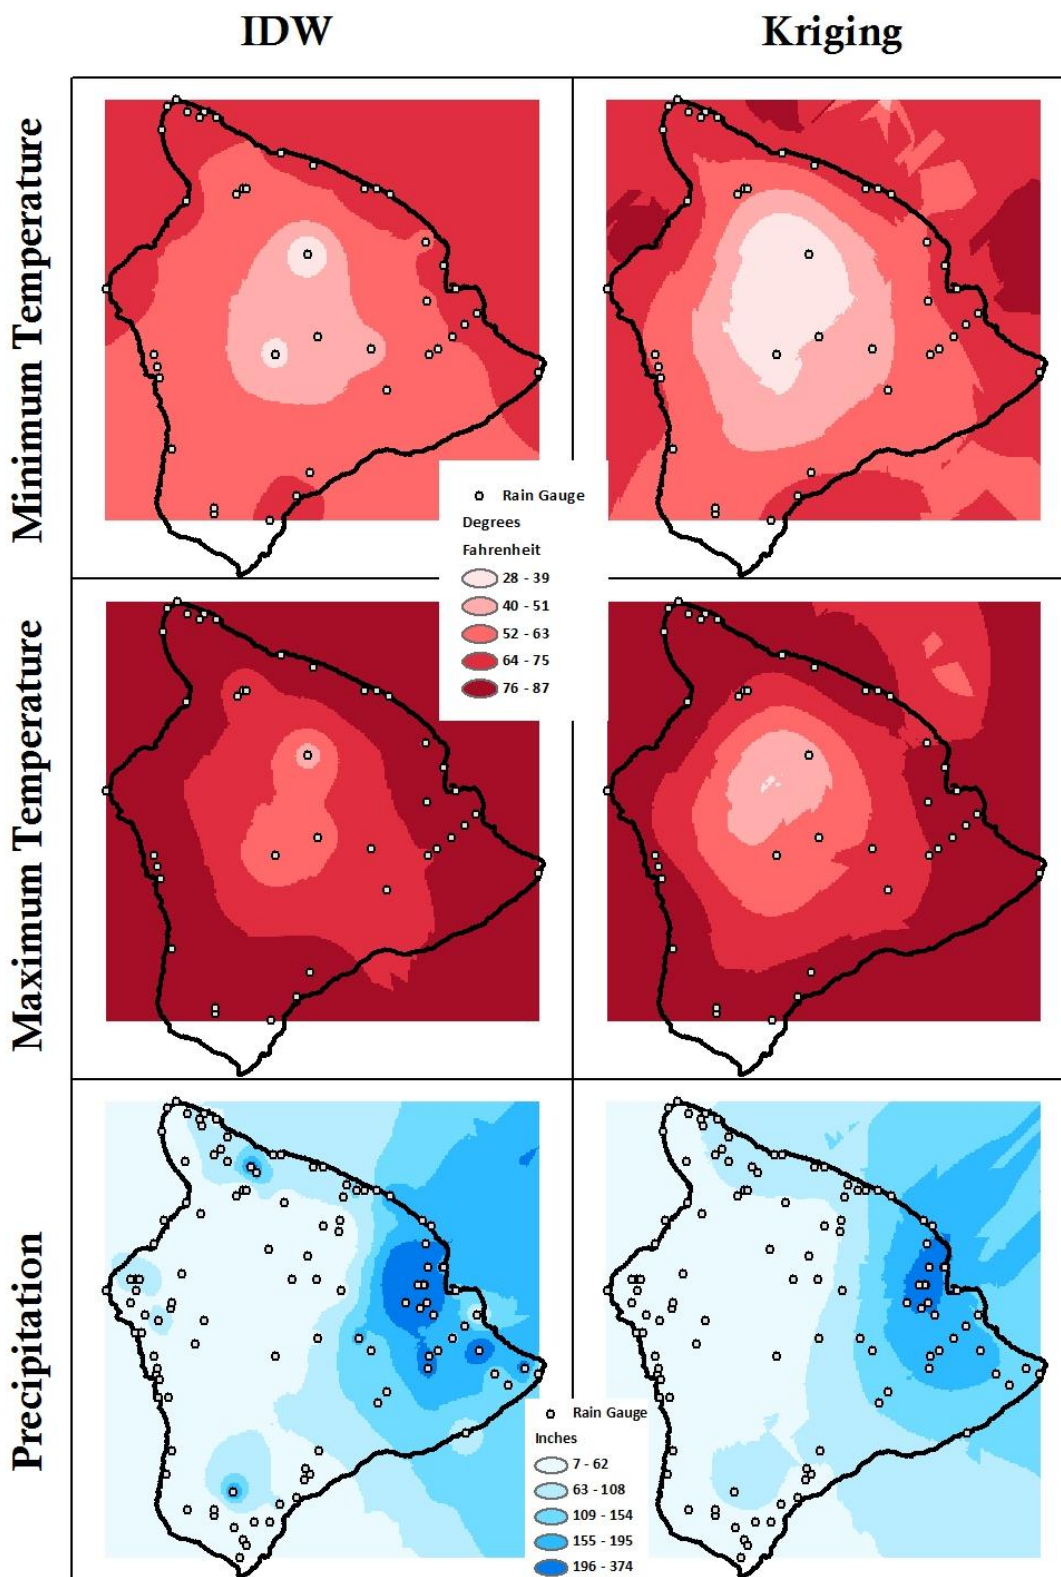 IDW Kriging
Minimum Temperature
Rain Gauge
Degrees
Fahrenheit
28 - 39
40 - 51
52 - 63
64 - 75
76 - 87
Maximum Temperature
Precipitation
Rain Gauge
Inches
7 - 62
63 - 108
109 - 154
155 - 195
196 - 374